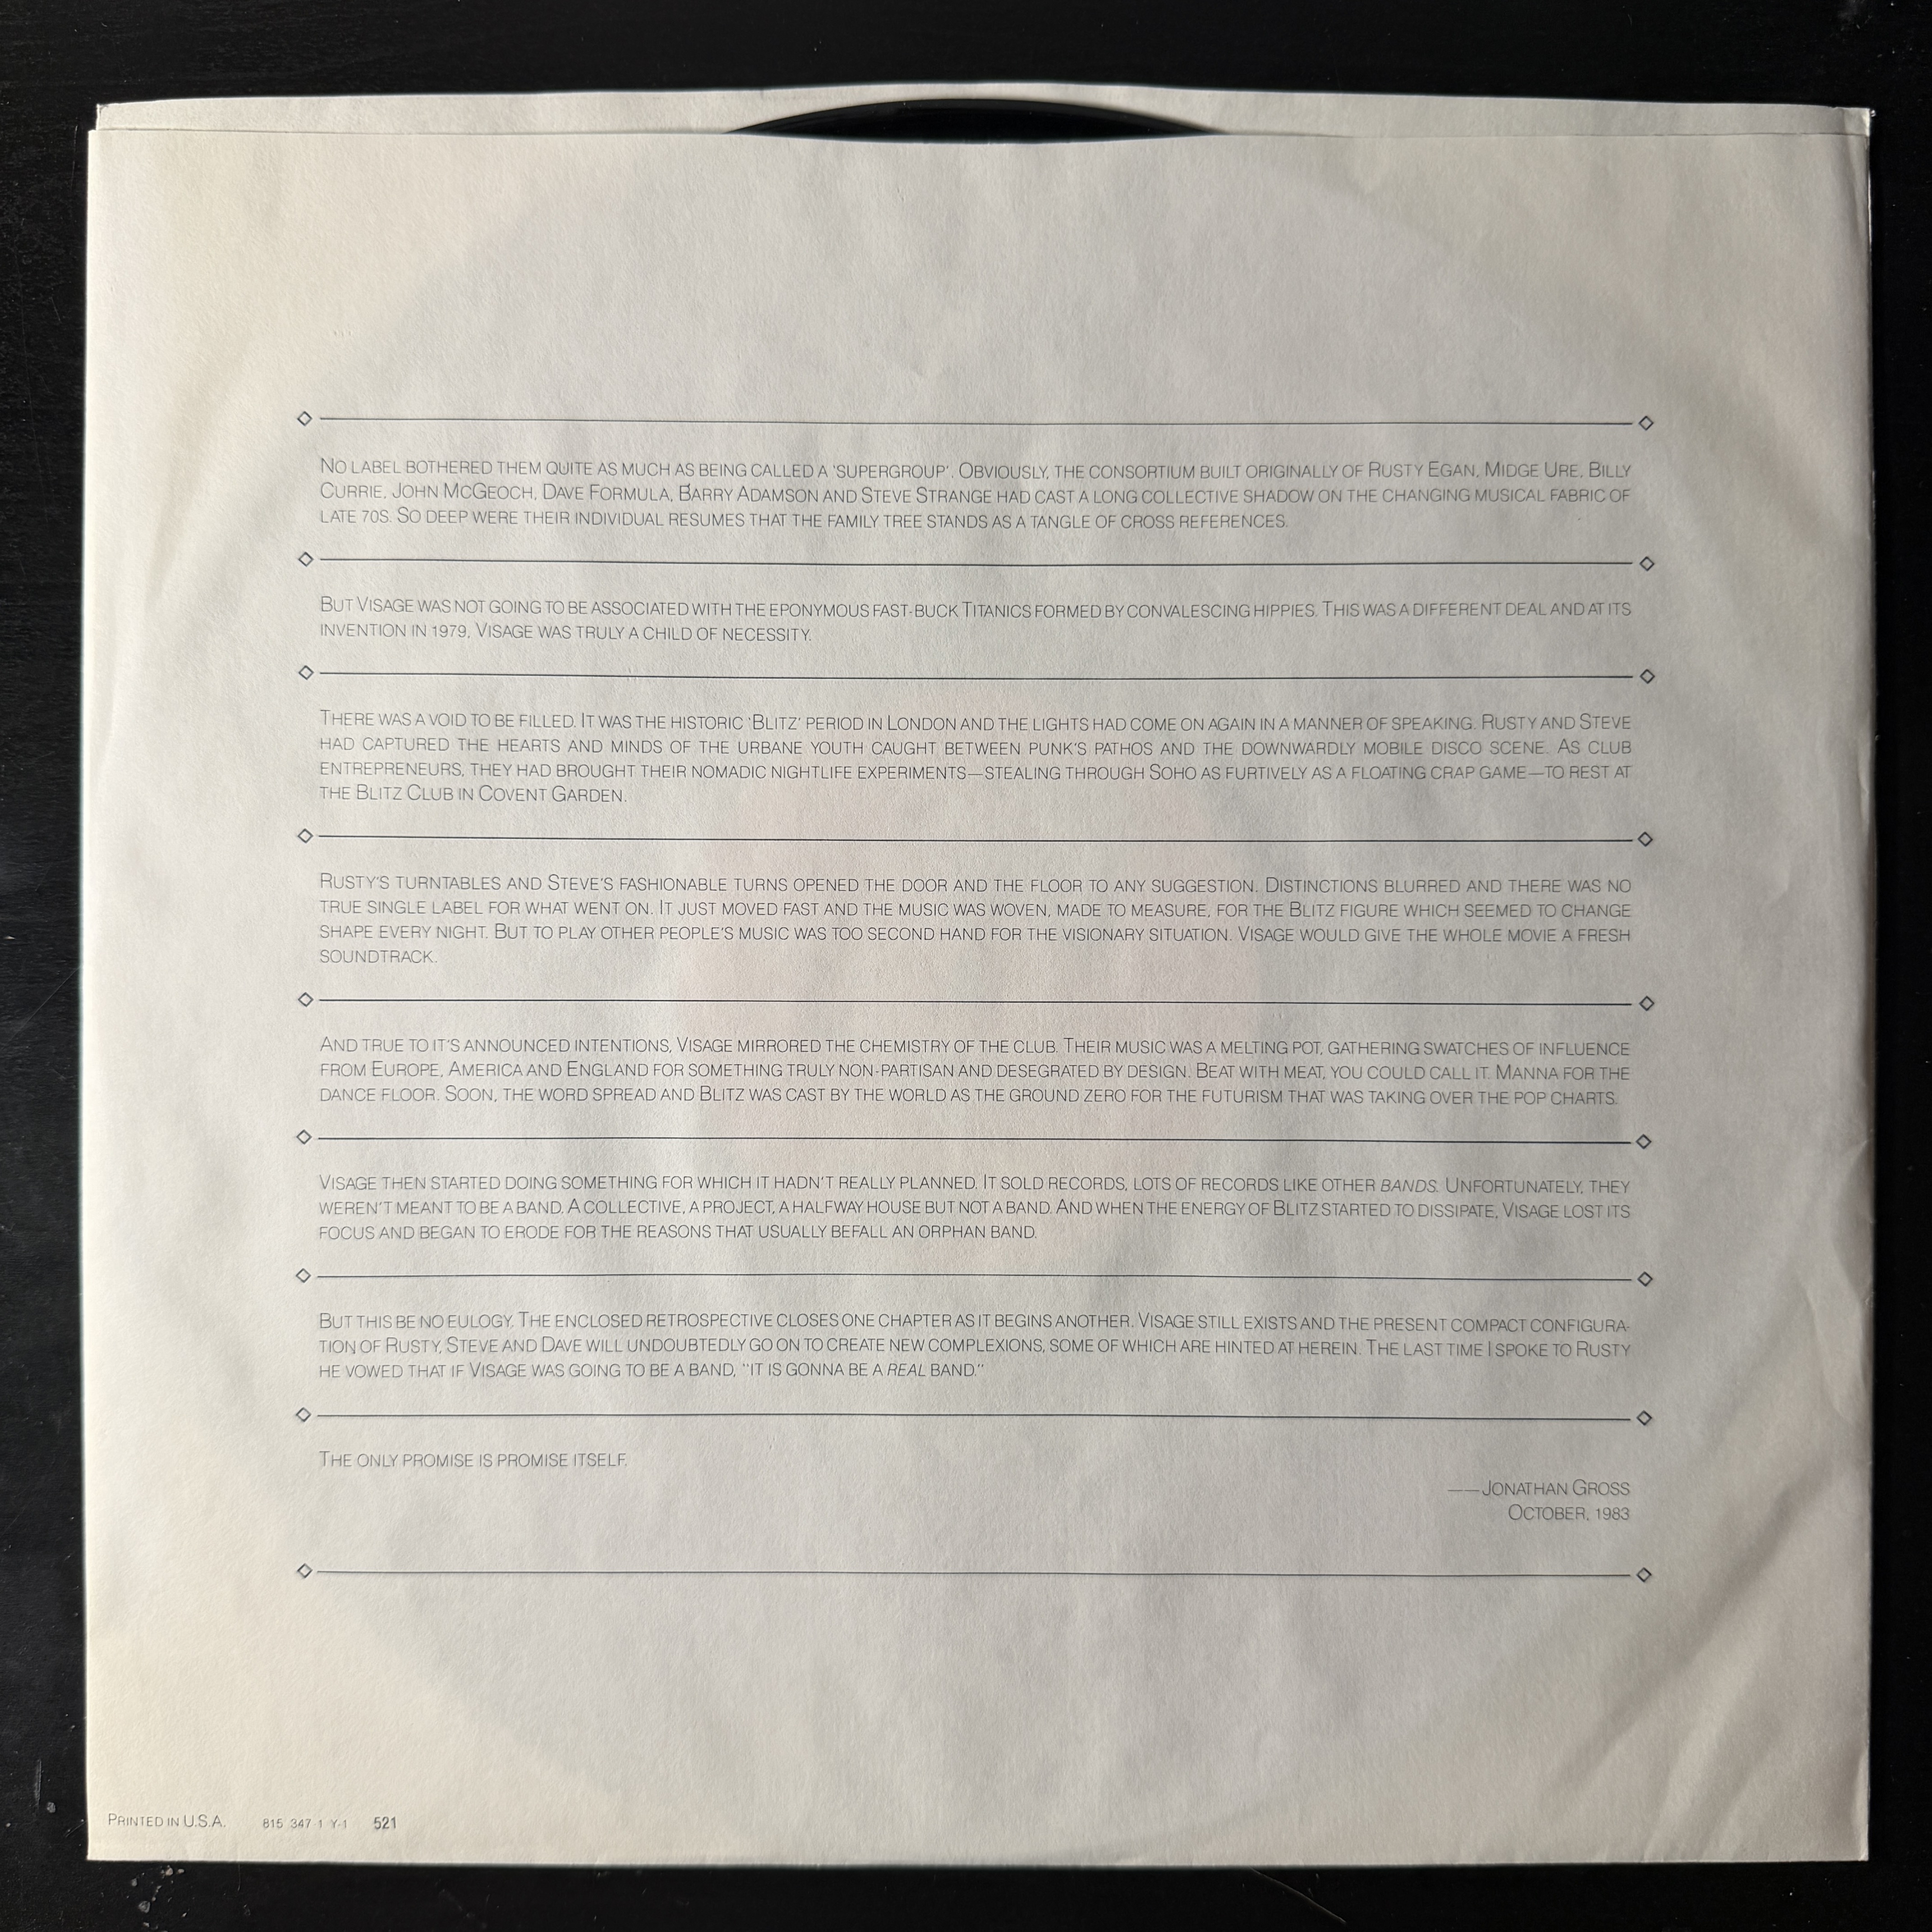 No label bothered them quite as much as being called a 'supergroup'. Obviously, the consortium built originally of Rusty Egan, Midge Ure, Billy
Currie, John McGeoch, Dave Formula, Barry Adamson and Steve Strange had cast a long collective shadow on the changing musical fabric of
late 70s. So deep were their individual resumes that the family tree stands as a tangle of cross references.
But Visage was not going to be associated with the eponymous fast-buck Titanics formed by convalescing hippies. This was a different deal and at its
invention in 1979, Visage was truly a child of necessity.
There was a void to be filled. It was the historic 'Blitz' period in London and the lights had come on again in a manner of speaking. Rusty and Steve
had captured the hearts and minds of the urbane youth caught between punk's pathos and the downwardly mobile disco scene. As club
entrepreneurs, they had brought their nomadic nightlife experiments—stealing through Soho as furtively as a floating crap game—to rest at
the Blitz Club in Covent Garden.
Rusty's turntables and Steve's fashionable turns opened the door and the floor to any suggestion. Distinctions blurred and there was no
true single label for what went on. It just moved fast and the music was woven, made to measure, for the Blitz figure which seemed to change
shape every night. But to play other people's music was too second hand for the visionary situation. Visage would give the whole movie a fresh
soundtrack.
And true to it's announced intentions, Visage mirrored the chemistry of the club. Their music was a melting pot, gathering swatches of influence
from Europe, America and England for something truly non-partisan and desegrated by design. Beat with meat, you could call it. Manna for the
dance floor. Soon, the word spread and Blitz was cast by the world as the ground zero for the futurism that was taking over the pop charts.
Visage then started doing something for which it hadn't really planned. It sold records, lots of records like other bands. Unfortunately, they
weren't meant to be a band. A collective, a project, a halfway house but not a band. And when the energy of Blitz started to dissipate, Visage lost its
focus and began to erode for the reasons that usually befall an orphan band.
But this be no eulogy. The enclosed retrospective closes one chapter as it begins another. Visage still exists and the present compact configura-
tion of Rusty, Steve and Dave will undoubtedly go on to create new complexions, some of which are hinted at herein. The last time I spoke to Rusty
he vowed that if Visage was going to be a band, "it is gonna be a real band."
The only promise is promise itself.
——Jonathan Gross
October, 1983
Printed in U.S.A. 815 347-1 Y-1 521